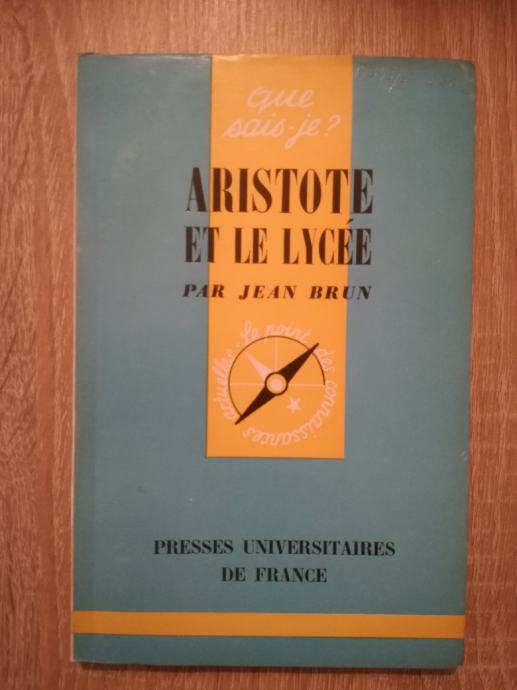 que
sais-je?
ARISTOTE
ET LE LYCÉE
PAR JEAN BRUN
le point des connaissances actuelles
PRESSES UNIVERSITAIRES
DE FRANCE